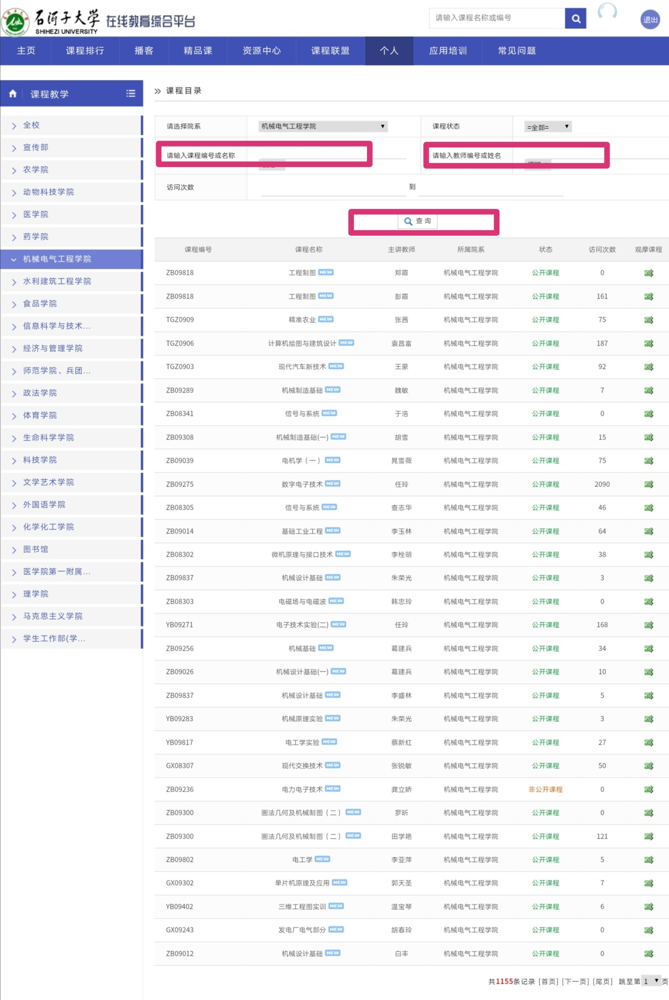 石河子大学 在线教育综合平台
SHIHEZI UNIVERSITY
请输入课程名称或编号
退出
主页 课程排行 播客 精品课 资源中心 课程联盟 个人 应用培训 常见问题
课程教学
全校
宣传部
农学院
动物科技学院
医学院
药学院
机械电气工程学院
水利建筑工程学院
食品学院
信息科学与技术...
经济与管理学院
师范学院、兵团...
政法学院
体育学院
生命科学学院
科技学院
文学艺术学院
外国语学院
化学化工学院
图书馆
医学院第一附属...
理学院
马克思主义学院
学生工作部(学...
课程目录
请选择院系 机械电气工程学院 课程状态 =全部=
请输入课程编号或名称 请输入教师编号或姓名
访问次数 到
查询
课程编号 课程名称 主讲教师 所属院系 状态 访问次数 观摩课程
ZB09818 工程制图 NEW 郑霞 机械电气工程学院 公开课程 0
ZB09818 工程制图 NEW 彭霞 机械电气工程学院 公开课程 161
TGZ0909 精准农业 NEW 张茜 机械电气工程学院 公开课程 75
TGZ0906 计算机绘图与建筑设计 NEW 袁昌富 机械电气工程学院 公开课程 187
TGZ0903 现代汽车新技术 NEW 王蒙 机械电气工程学院 公开课程 92
ZB09289 机械制造基础 NEW 魏敏 机械电气工程学院 公开课程 7
ZB08341 信号与系统 NEW 于浩 机械电气工程学院 公开课程 0
ZB09308 机械制造基础(一) NEW 胡雪 机械电气工程学院 公开课程 15
ZB09039 电机学（一） NEW 晁雪薇 机械电气工程学院 公开课程 75
ZB09275 数字电子技术 NEW 任玲 机械电气工程学院 公开课程 2090
ZB08305 信号与系统 NEW 查志华 机械电气工程学院 公开课程 46
ZB09014 基础工业工程 NEW 李玉林 机械电气工程学院 公开课程 64
ZB08302 微机原理与接口技术 NEW 李栓明 机械电气工程学院 公开课程 38
ZB09837 机械设计基础 NEW 朱荣光 机械电气工程学院 公开课程 3
ZB08303 电磁场与电磁波 NEW 韩忠玲 机械电气工程学院 公开课程 0
YB09271 电子技术实验(二) NEW 任玲 机械电气工程学院 公开课程 168
ZB09256 机械基础 NEW 葛建兵 机械电气工程学院 公开课程 34
ZB09026 机械设计基础(一) NEW 葛建兵 机械电气工程学院 公开课程 10
ZB09837 机械设计基础 NEW 李盛林 机械电气工程学院 公开课程 5
YB09283 机械原理实验 NEW 朱荣光 机械电气工程学院 公开课程 3
YB09817 电工学实验 NEW 蔡新红 机械电气工程学院 公开课程 27
GX08307 现代交换技术 NEW 张锐敏 机械电气工程学院 公开课程 50
ZB09236 电力电子技术 NEW 龚立娇 机械电气工程学院 非公开课程 0
ZB09300 画法几何及机械制图（二） NEW 罗昕 机械电气工程学院 公开课程 0
ZB09300 画法几何及机械制图（二） NEW 田学艳 机械电气工程学院 公开课程 121
ZB09802 电工学 NEW 李亚萍 机械电气工程学院 公开课程 5
GX09302 单片机原理及应用 NEW 郭天圣 机械电气工程学院 公开课程 7
YB09402 三维工程图实训 NEW 温宝琴 机械电气工程学院 公开课程 6
GX09243 发电厂电气部分 NEW 胡春玲 机械电气工程学院 公开课程 0
ZB09012 机械设计基础 NEW 白丰 机械电气工程学院 公开课程 0
共1155条记录 [首页] [下一页] [尾页] 跳至第 1 页